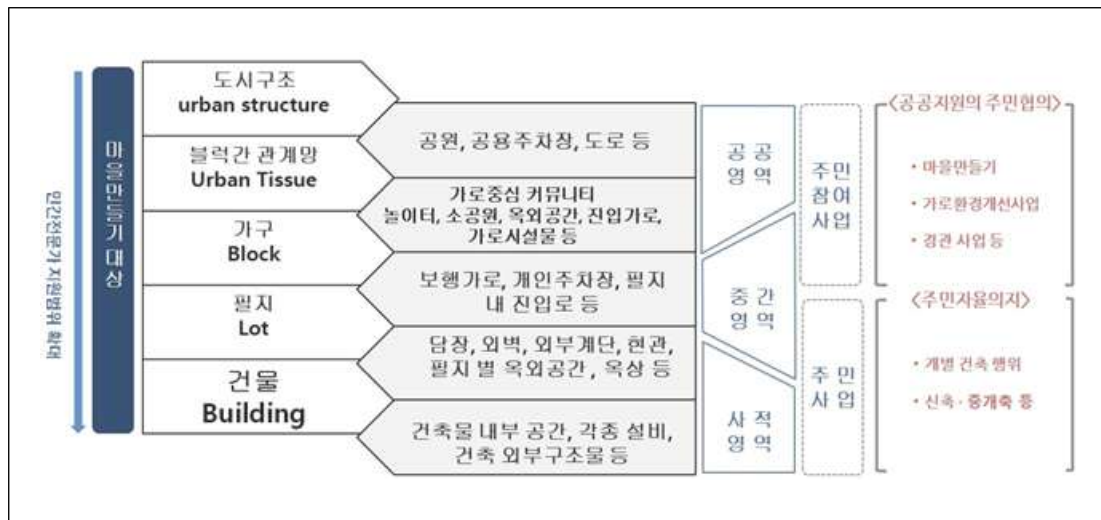 민간전문가 지원범위 확대
마을만들기 대상
도시구조
urban structure
블럭간 관계망
Urban Tissue
가구
Block
필지
Lot
건물
Building
공원, 공용주차장, 도로 등
가로중심 커뮤니티
놀이터, 소공원, 옥외공간, 진입가로,
가로시설물 등
보행가로, 개인주차장, 필지
내 진입로 등
담장, 외벽, 외부계단, 현관,
필지 별 옥외공간, 옥상 등
건축물 내부 공간, 각종 설비,
건축 외부구조물 등
공공
영역
중간
영역
사적
영역
주민
참여
사업
주민
사업
<공공지원의 주민협의>
• 마을만들기
• 가로환경개선사업
• 경관 사업 등
<주민자율의지>
• 개별 건축 행위
• 신축 · 중개축 등